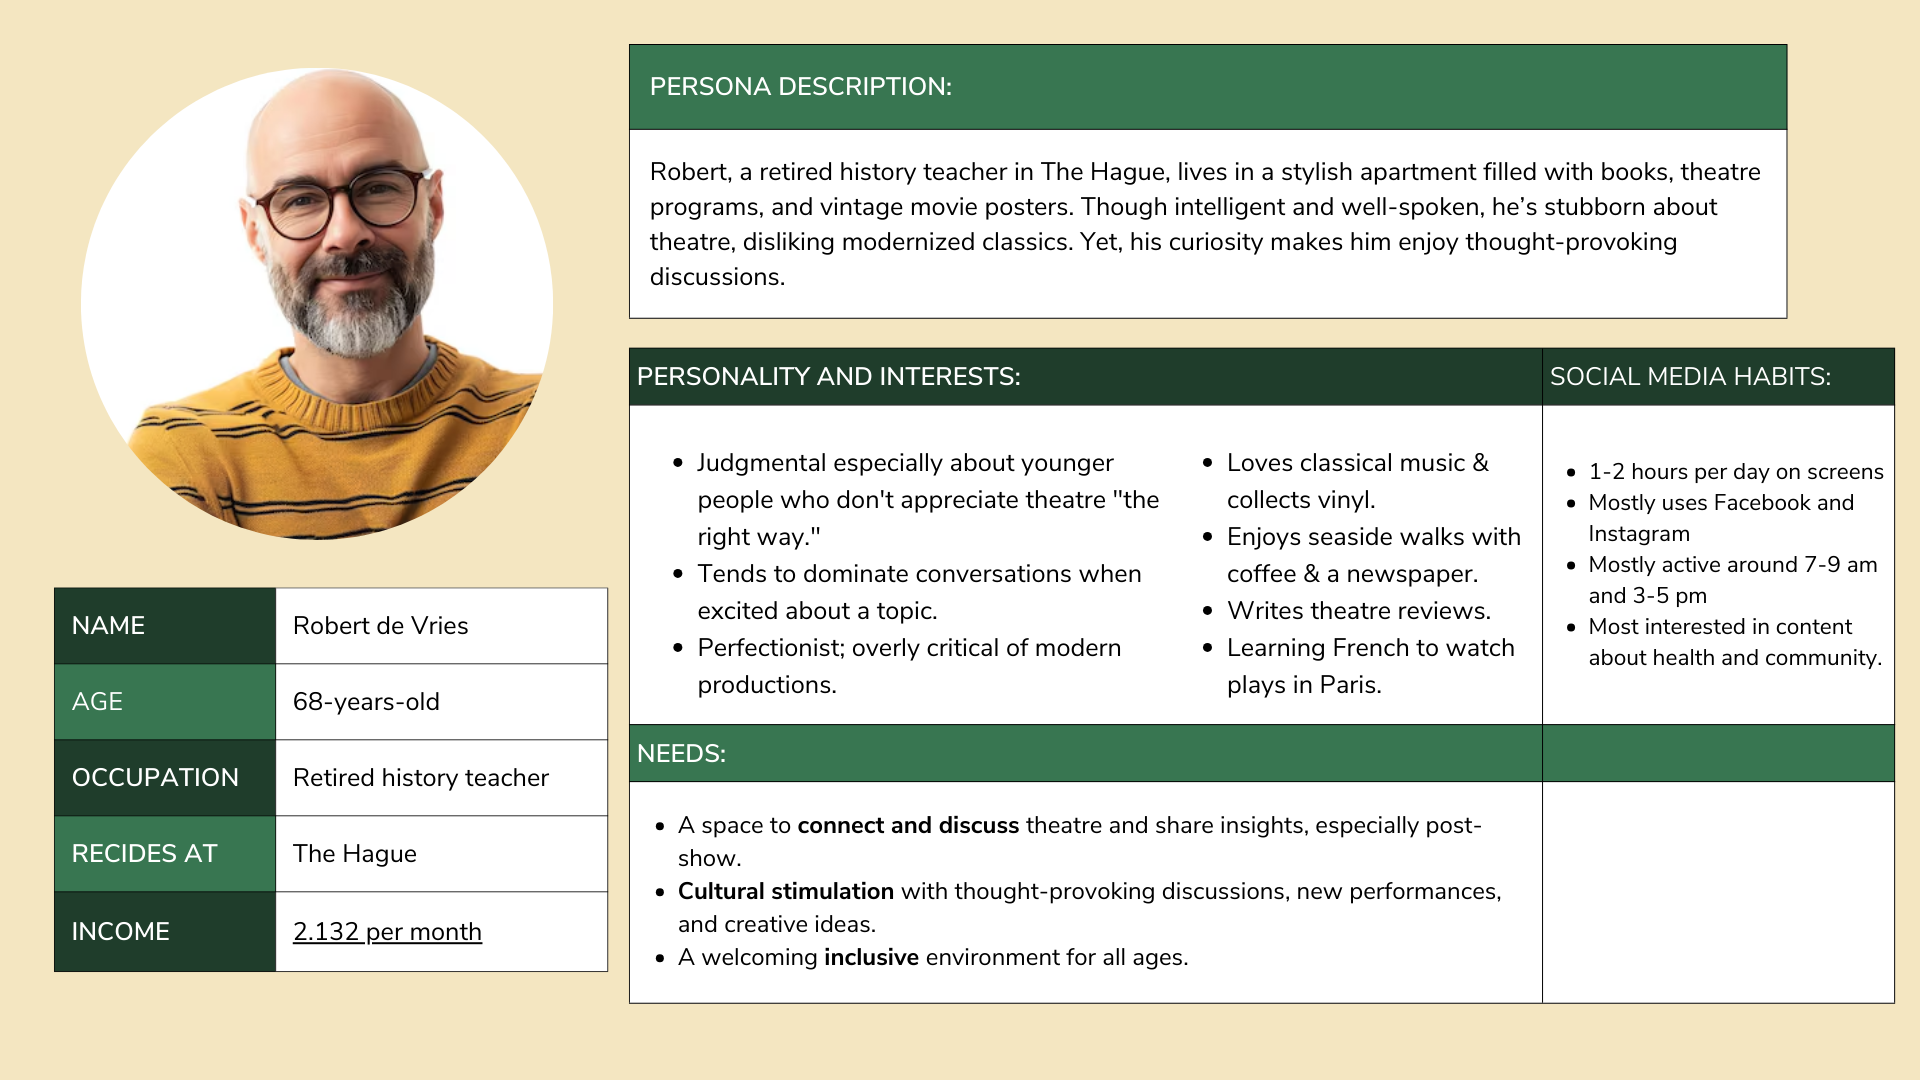 PERSONA DESCRIPTION:
Robert, a retired history teacher in The Hague, lives in a stylish apartment filled with books, theatre
programs, and vintage movie posters. Though intelligent and well-spoken, he’s stubborn about
theatre, disliking modernized classics. Yet, his curiosity makes him enjoy thought-provoking
discussions.
NAME
Robert de Vries
AGE
68-years-old
OCCUPATION
Retired history teacher
RECIDES AT
The Hague
INCOME
2.132 per month
PERSONALITY AND INTERESTS:
• Judgmental especially about younger
people who don't appreciate theatre "the
right way."
• Tends to dominate conversations when
excited about a topic.
• Perfectionist; overly critical of modern
productions.
• Loves classical music &
collects vinyl.
• Enjoys seaside walks with
coffee & a newspaper.
• Writes theatre reviews.
• Learning French to watch
plays in Paris.
SOCIAL MEDIA HABITS:
• 1-2 hours per day on screens
• Mostly uses Facebook and
Instagram
• Mostly active around 7-9 am
and 3-5 pm
• Most interested in content
about health and community.
NEEDS:
• A space to connect and discuss theatre and share insights, especially post-
show.
• Cultural stimulation with thought-provoking discussions, new performances,
and creative ideas.
• A welcoming inclusive environment for all ages.